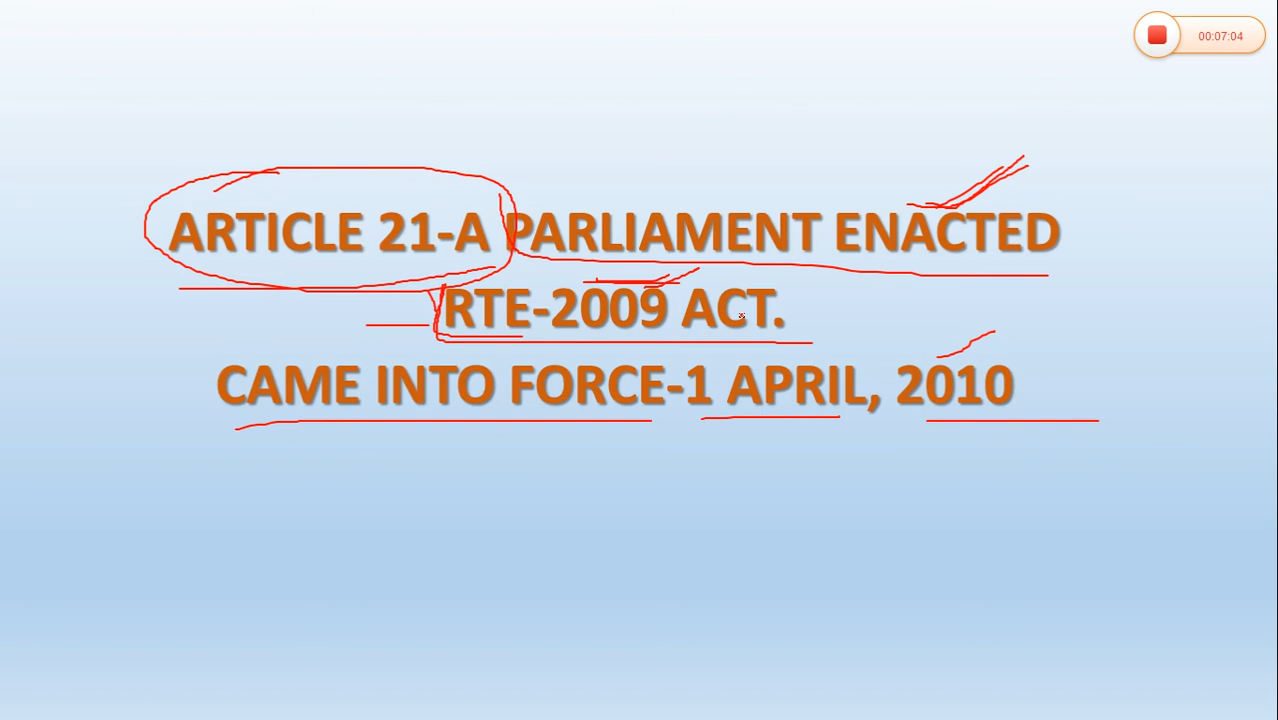 00:07:04
ARTICLE 21-A PARLIAMENT ENACTED
RTE-2009 ACT.
CAME INTO FORCE-1 APRIL, 2010